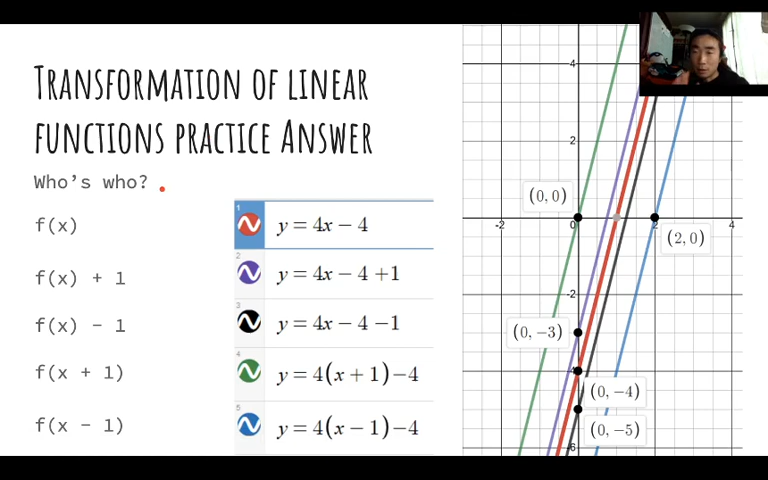 Transformation of linear
functions practice Answer
Who's who?
f(x)
f(x) + 1
f(x) - 1
f(x + 1)
f(x - 1)
1
y = 4x − 4
2
y = 4x − 4 +1
3
y = 4x − 4 −1
4
y = 4(x + 1) − 4
5
y = 4(x − 1) − 4
4
2
(0, 0)
-2
0
2
4
(2, 0)
-2
(0, −3)
-4
(0, −4)
(0, −5)
-6